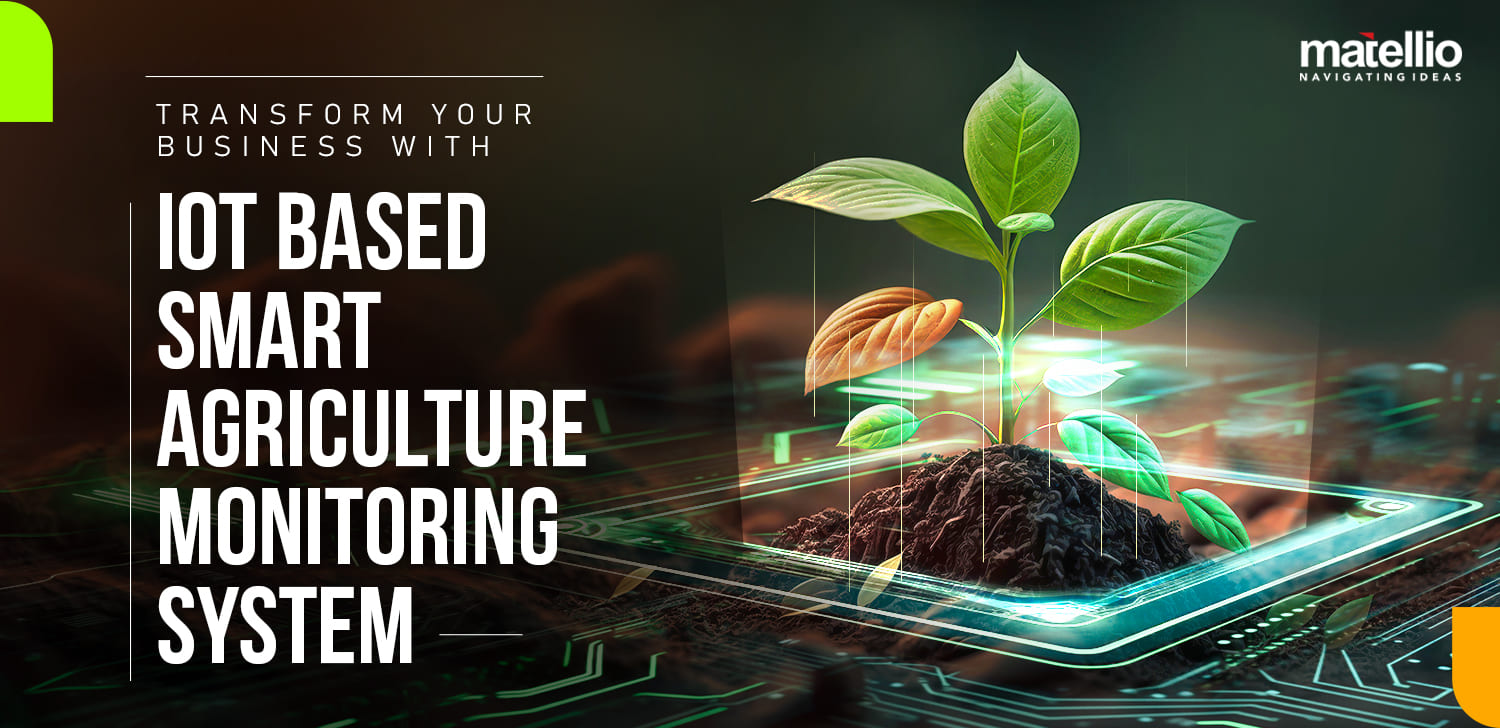 matellio
NAVIGATING IDEAS
TRANSFORM YOUR
BUSINESS WITH
IOT BASED
SMART
AGRICULTURE
MONITORING
SYSTEM